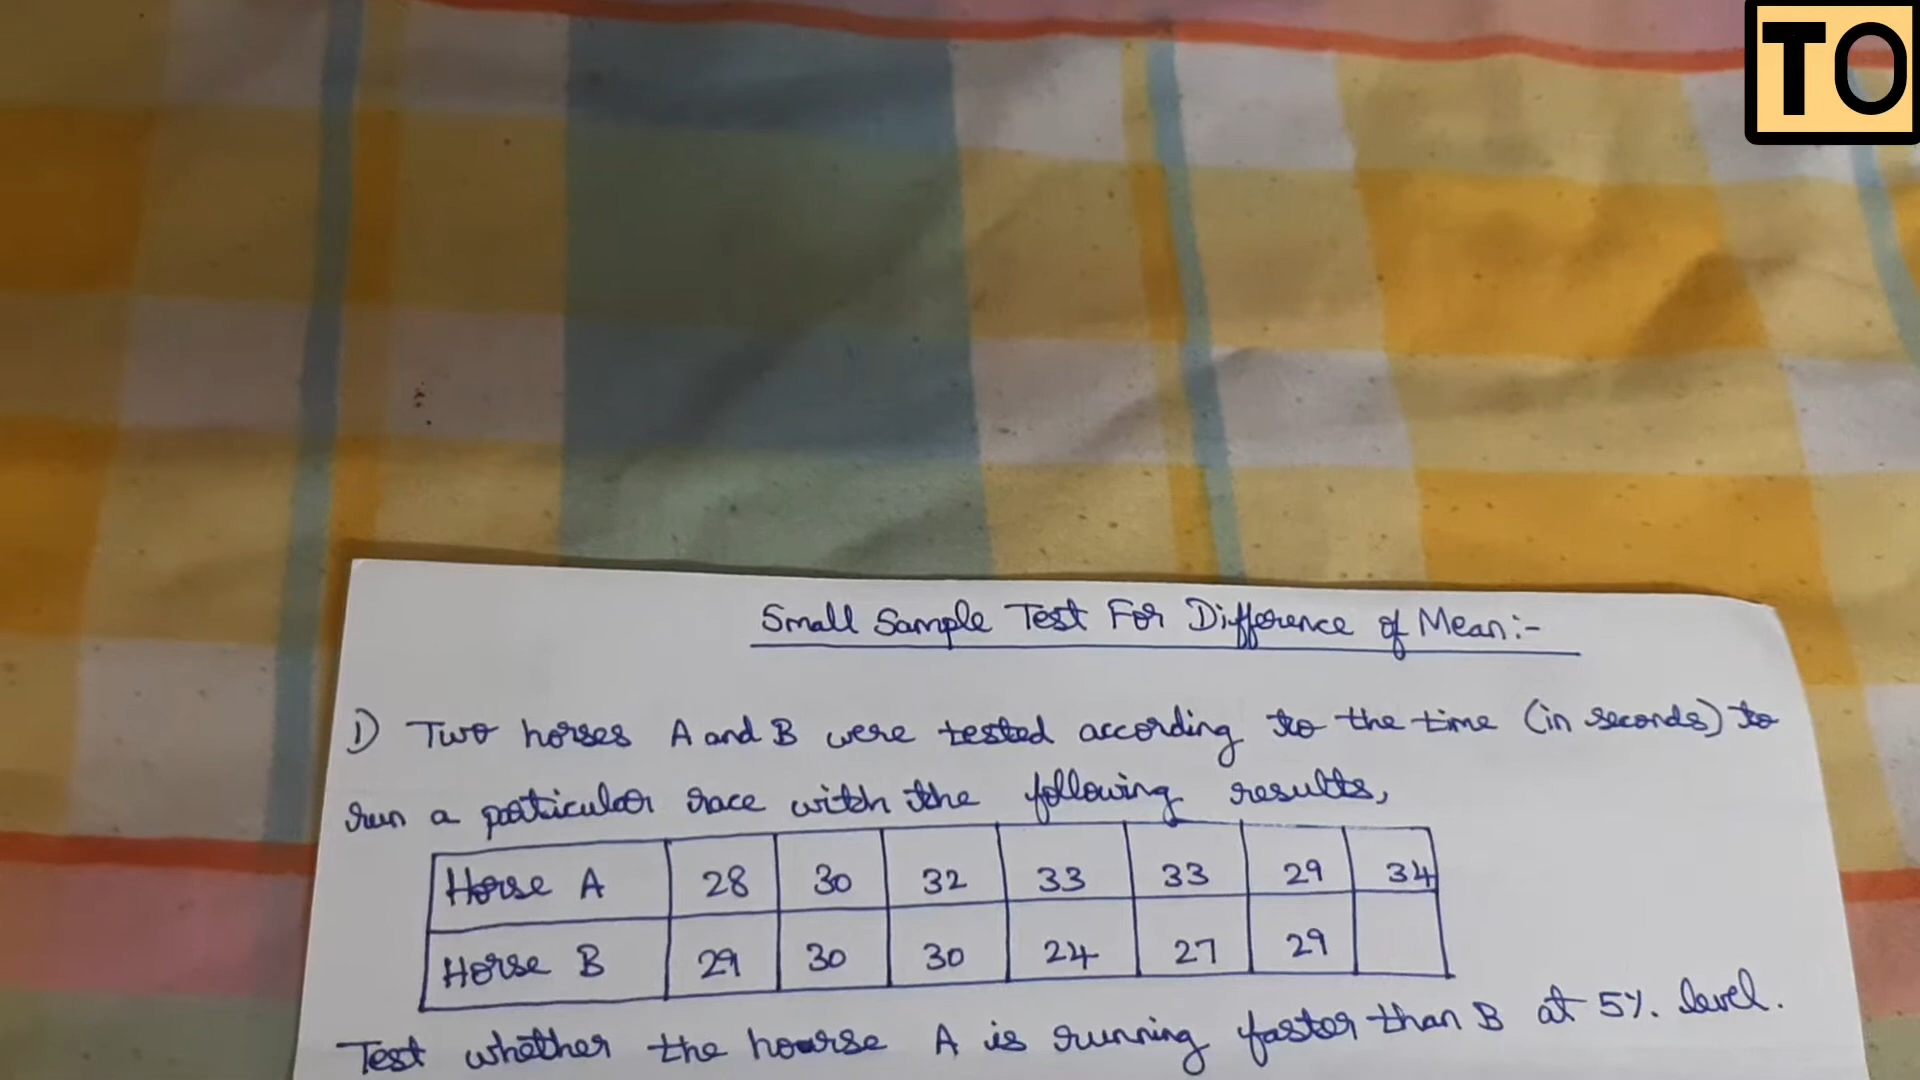 TO
Small Sample Test For Difference of Mean:-
1) Two horses A and B were tested according to the time (in seconds) to
run a paticular race with the following results,
Horse A 28 30 32 33 33 29 34
Horse B 29 30 30 24 27 29
Test whether the hourse A is running faster than B at 5%. level.